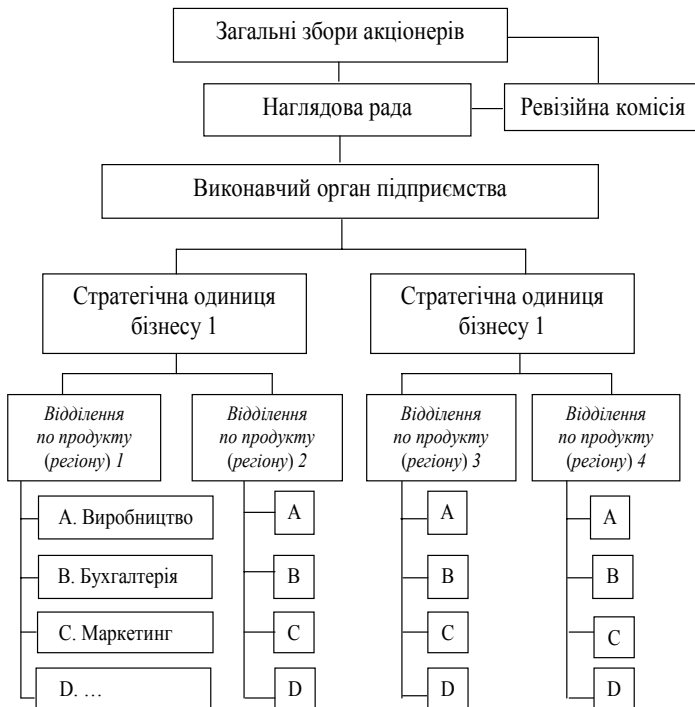 Загальні збори акціонерів
Наглядова рада
Ревізійна комісія
Виконавчий орган підприємства
Стратегічна одиниця
бізнесу 1
Стратегічна одиниця
бізнесу 1
Відділення
по продукту
(регіону) 1
Відділення
по продукту
(регіону) 2
Відділення
по продукту
(регіону) 3
Відділення
по продукту
(регіону) 4
А. Виробництво
В. Бухгалтерія
С. Маркетинг
D. …
А
В
С
D
А
В
С
D
А
В
С
D